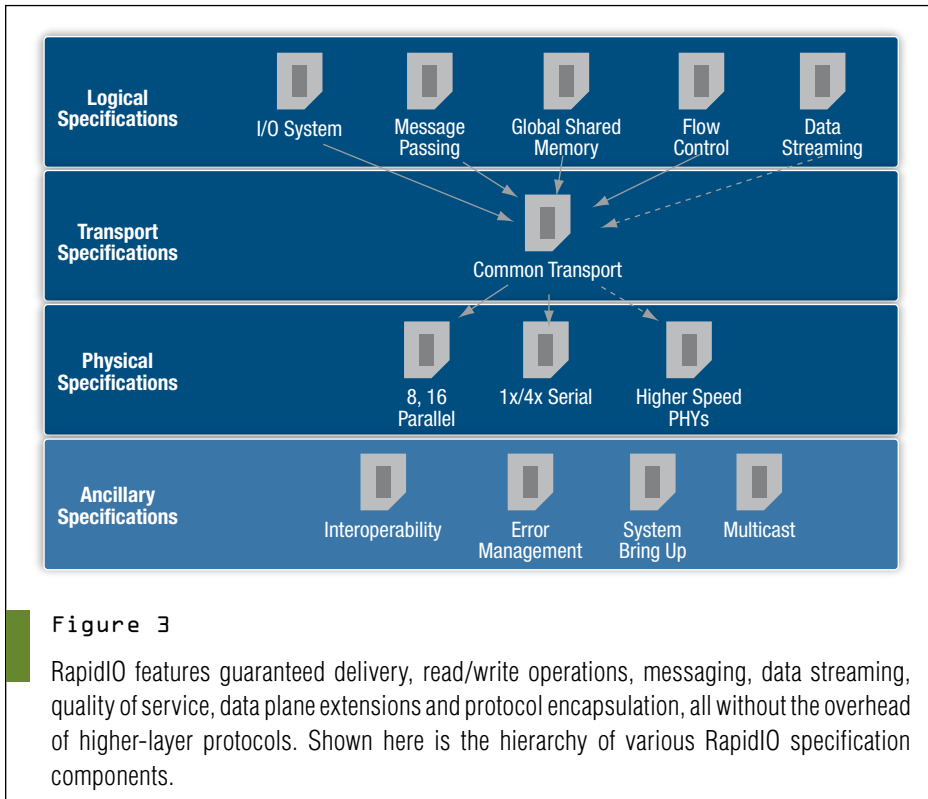 Logical
Specifications
I/O System
Message
Passing
Global Shared
Memory
Flow
Control
Data
Streaming
Transport
Specifications
Common Transport
Physical
Specifications
8, 16
Parallel
1x/4x Serial
Higher Speed
PHYs
Ancillary
Specifications
Interoperability
Error
Management
System
Bring Up
Multicast
Figure 3
RapidIO features guaranteed delivery, read/write operations, messaging, data streaming,
quality of service, data plane extensions and protocol encapsulation, all without the overhead
of higher-layer protocols. Shown here is the hierarchy of various RapidIO specification
components.